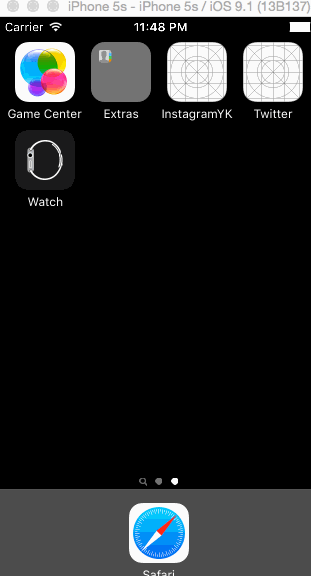 iPhone 5s - iPhone 5s / iOS 9.1 (13B137)
Carrier 11:48 PM
Game Center Extras InstagramYK Twitter
Watch
Safari